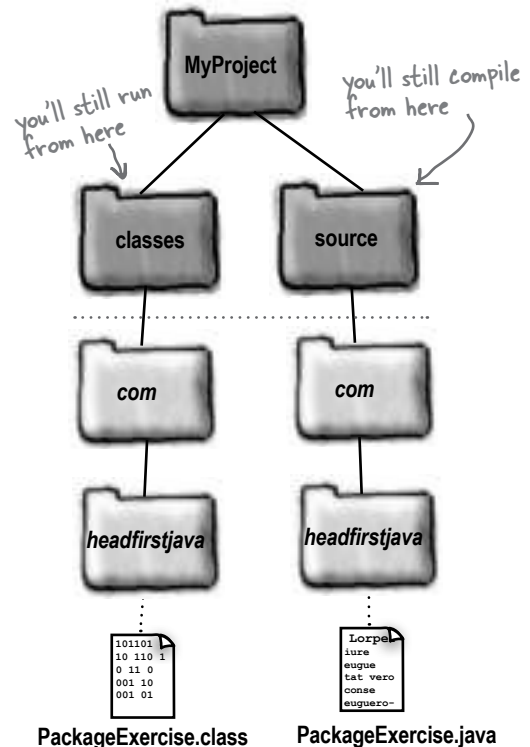 MyProject
you'll still run
from here
you'll still compile
from here
classes
source
com
com
headfirstjava
headfirstjava
101101
10 110 1
0 11 0
001 10
001 01
Lorpe
iure
eugue
tat vero
conse
euguero-
PackageExercise.class
PackageExercise.java